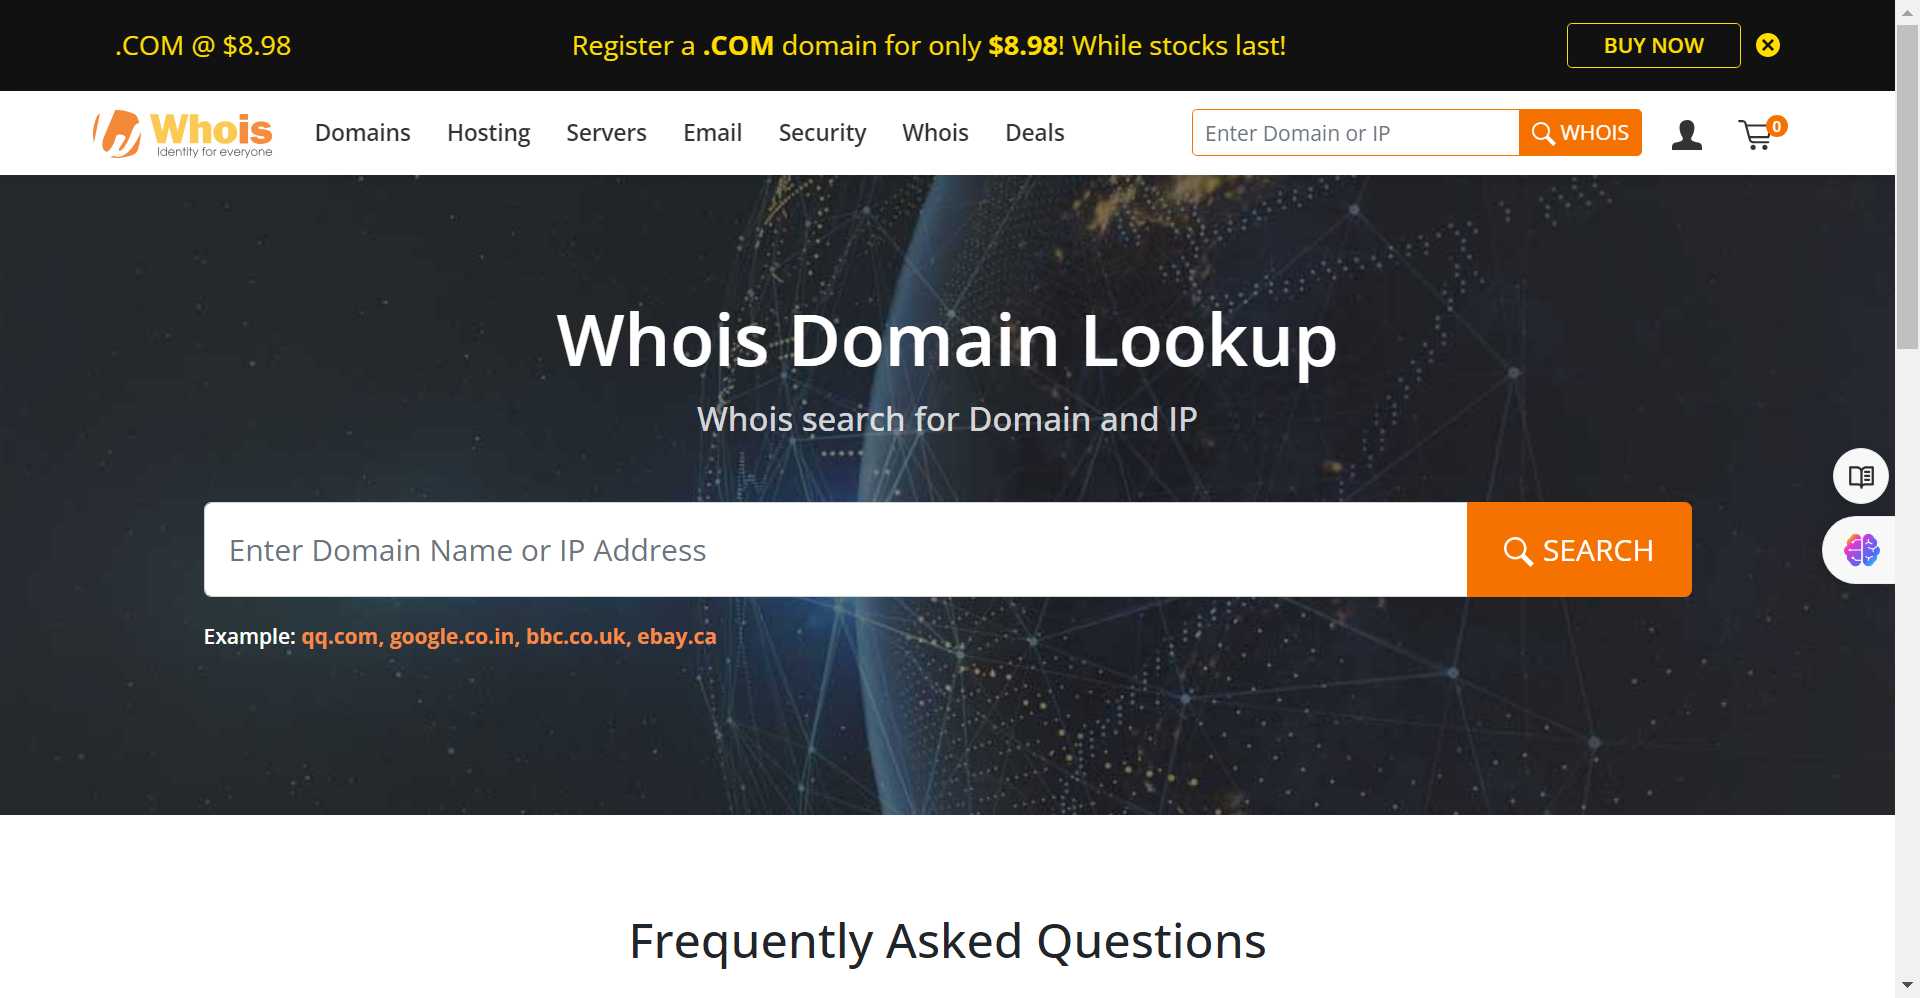 .COM @ $8.98
Register a .COM domain for only $8.98! While stocks last!
BUY NOW
Whois
Identity for everyone
Domains
Hosting
Servers
Email
Security
Whois
Deals
Enter Domain or IP
WHOIS
0
Whois Domain Lookup
Whois search for Domain and IP
Enter Domain Name or IP Address
SEARCH
Example: qq.com, google.co.in, bbc.co.uk, ebay.ca
Frequently Asked Questions